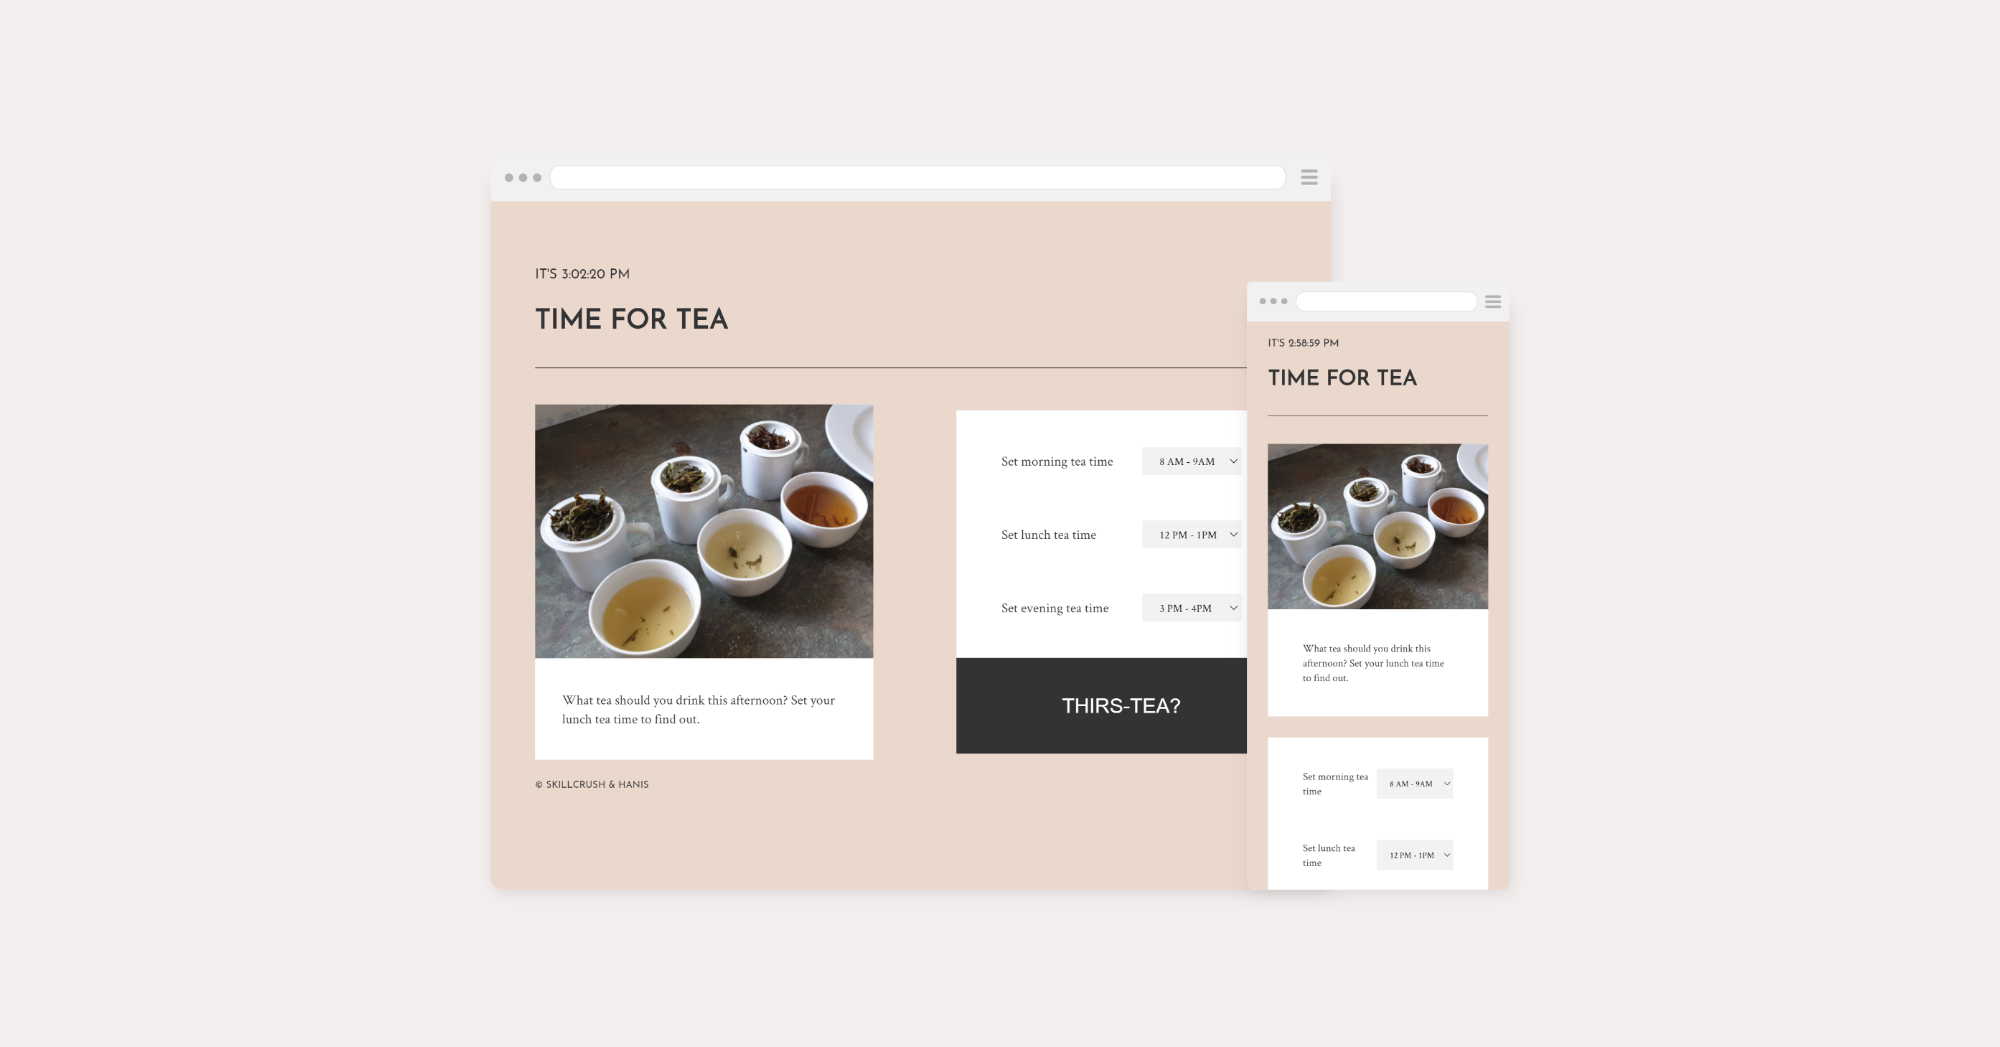 IT'S 3:02:20 PM
TIME FOR TEA
Set morning tea time
8 AM - 9AM
Set lunch tea time
12 PM - 1PM
Set evening tea time
3 PM - 4PM
What tea should you drink this afternoon? Set your
lunch tea time to find out.
THIRS-TEA?
© SKILLCRUSH & HANIS
IT'S 2:58:59 PM
TIME FOR TEA
What tea should you drink this
afternoon? Set your lunch tea time
to find out.
Set morning tea
time
8 AM - 9AM
Set lunch tea
time
12 PM - 1PM